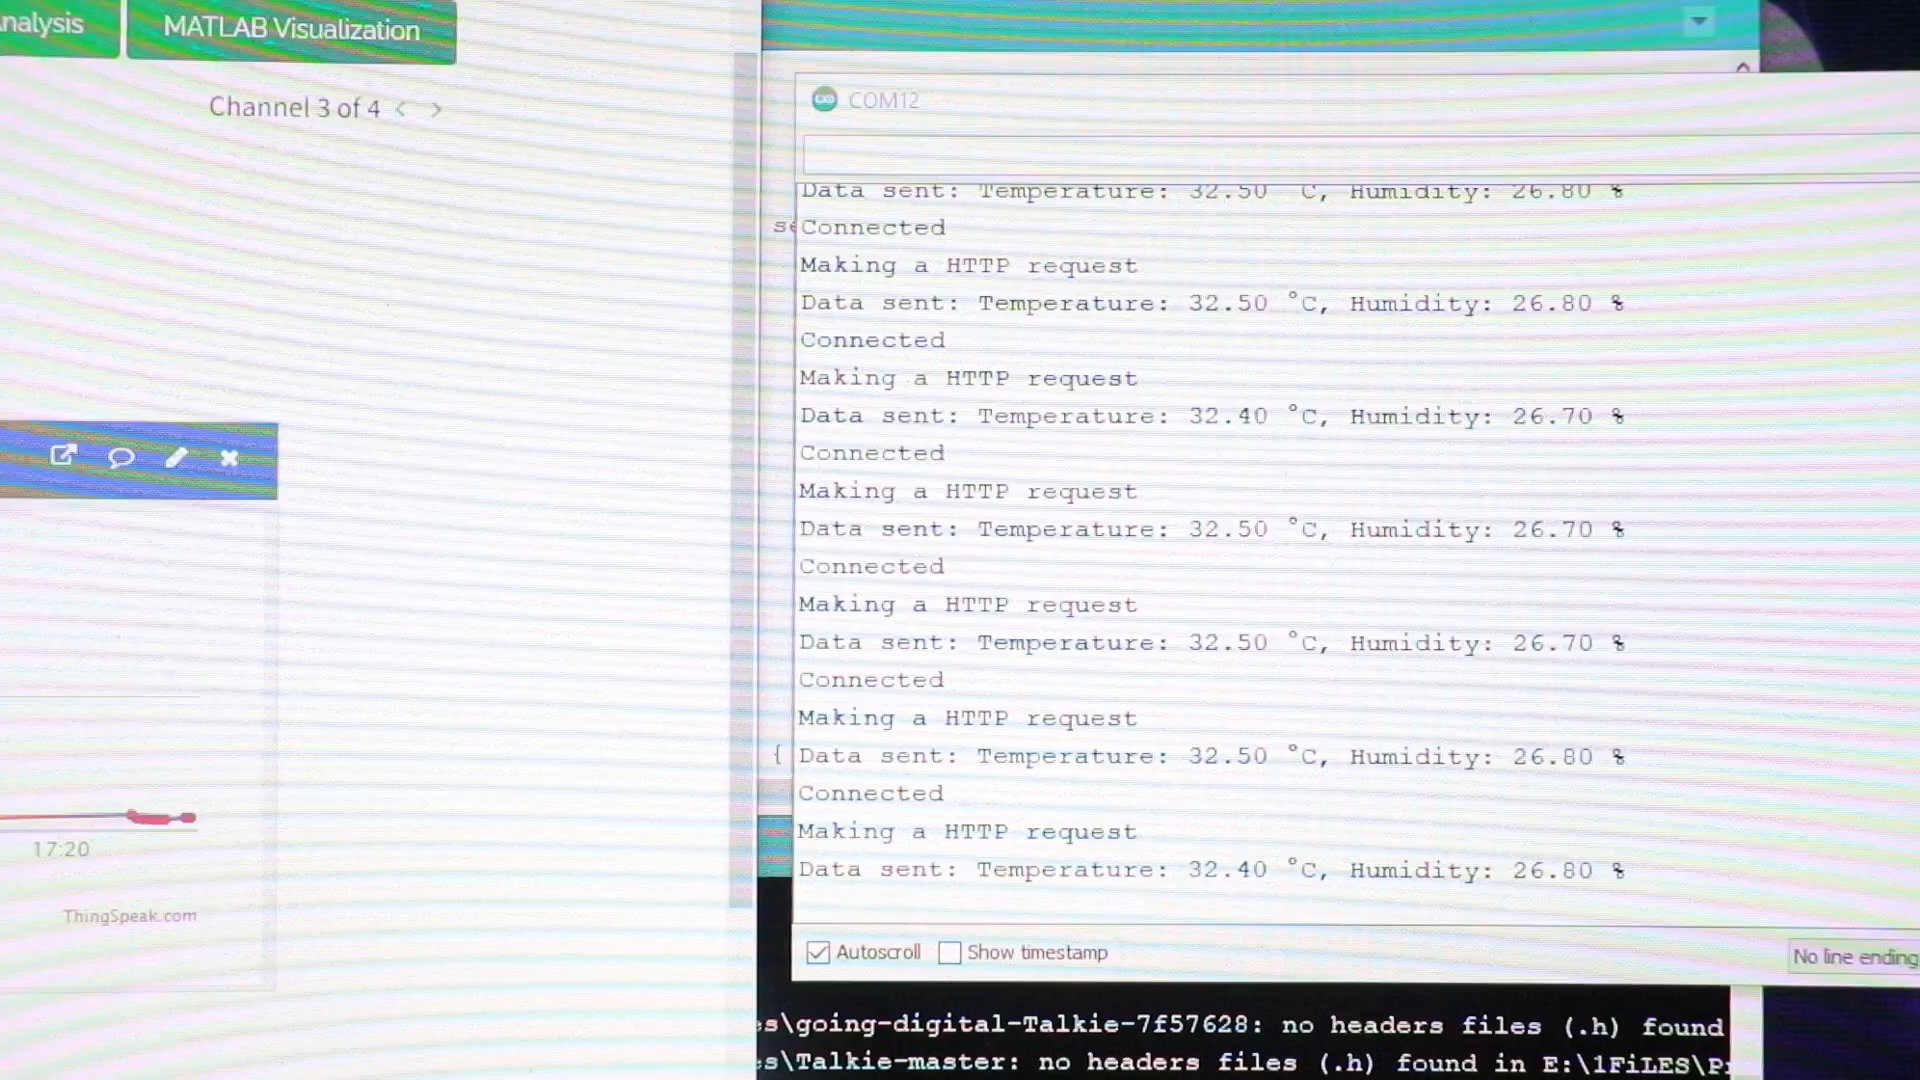 nalysis
MATLAB Visualization
Channel 3 of 4 < >
17:20
ThingSpeak.com
COM12
Data sent: Temperature: 32.50 °C, Humidity: 26.80 %
Connected
Making a HTTP request
Data sent: Temperature: 32.50 °C, Humidity: 26.80 %
Connected
Making a HTTP request
Data sent: Temperature: 32.40 °C, Humidity: 26.70 %
Connected
Making a HTTP request
Data sent: Temperature: 32.50 °C, Humidity: 26.70 %
Connected
Making a HTTP request
Data sent: Temperature: 32.50 °C, Humidity: 26.70 %
Connected
Making a HTTP request
{ Data sent: Temperature: 32.50 °C, Humidity: 26.80 %
Connected
Making a HTTP request
Data sent: Temperature: 32.40 °C, Humidity: 26.80 %
Autoscroll Show timestamp
No line ending
s\going-digital-Talkie-7f57628: no headers files (.h) found
s\Talkie-master: no headers files (.h) found in E:\1FiLES\P